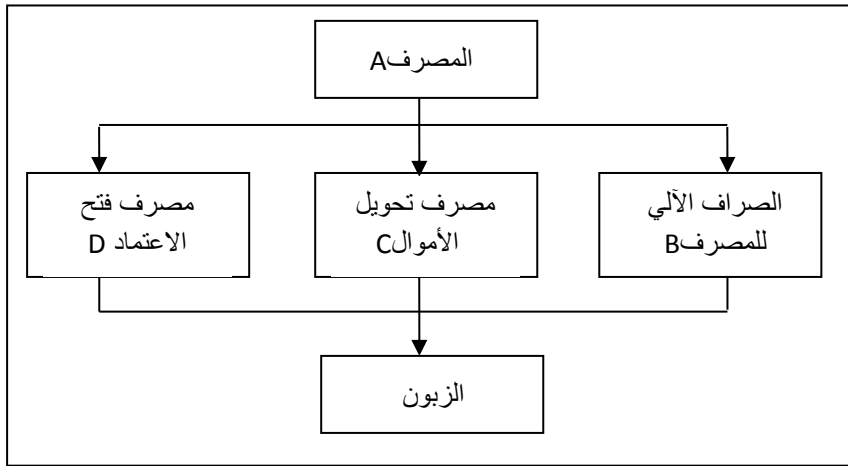 المصرفA
الصراف الآلي
للمصرفB
مصرف تحويل
الأموالC
مصرف فتح
الاعتماد D
الزبون